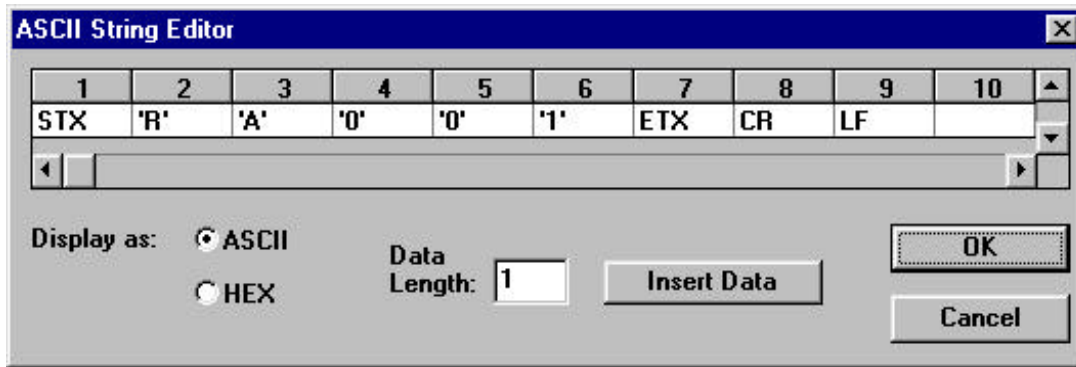 ASCII String Editor
1 2 3 4 5 6 7 8 9 10
STX 'R' 'A' '0' '0' '1' ETX CR LF
Display as: ASCII
HEX
Data Length: 1
Insert Data
OK
Cancel